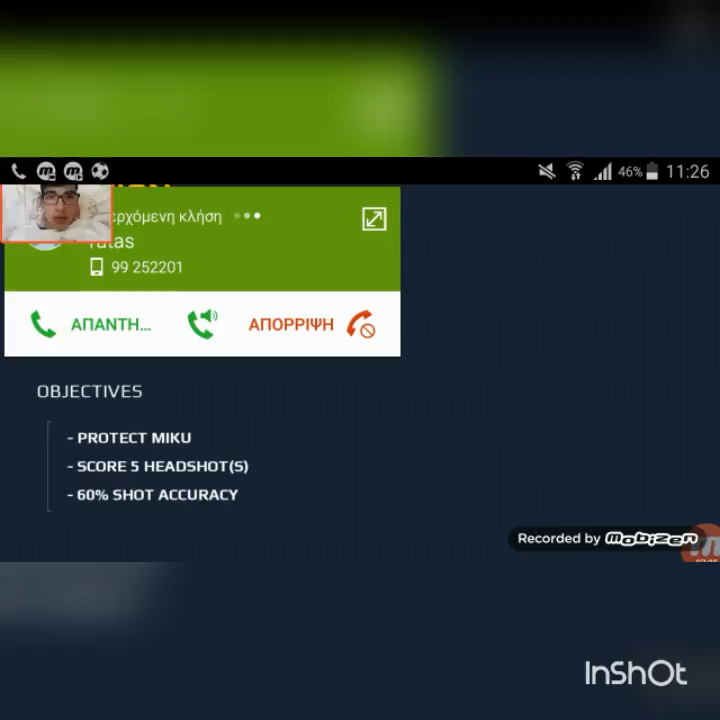 46% 11:26
ερχόμενη κλήση
99 252201
ΑΠΑΝΤΗ... ΑΠΟΡΡΙΨΗ
OBJECTIVES
- PROTECT MIKU
- SCORE 5 HEADSHOT(S)
- 60% SHOT ACCURACY
Recorded by mobizen
InShOt